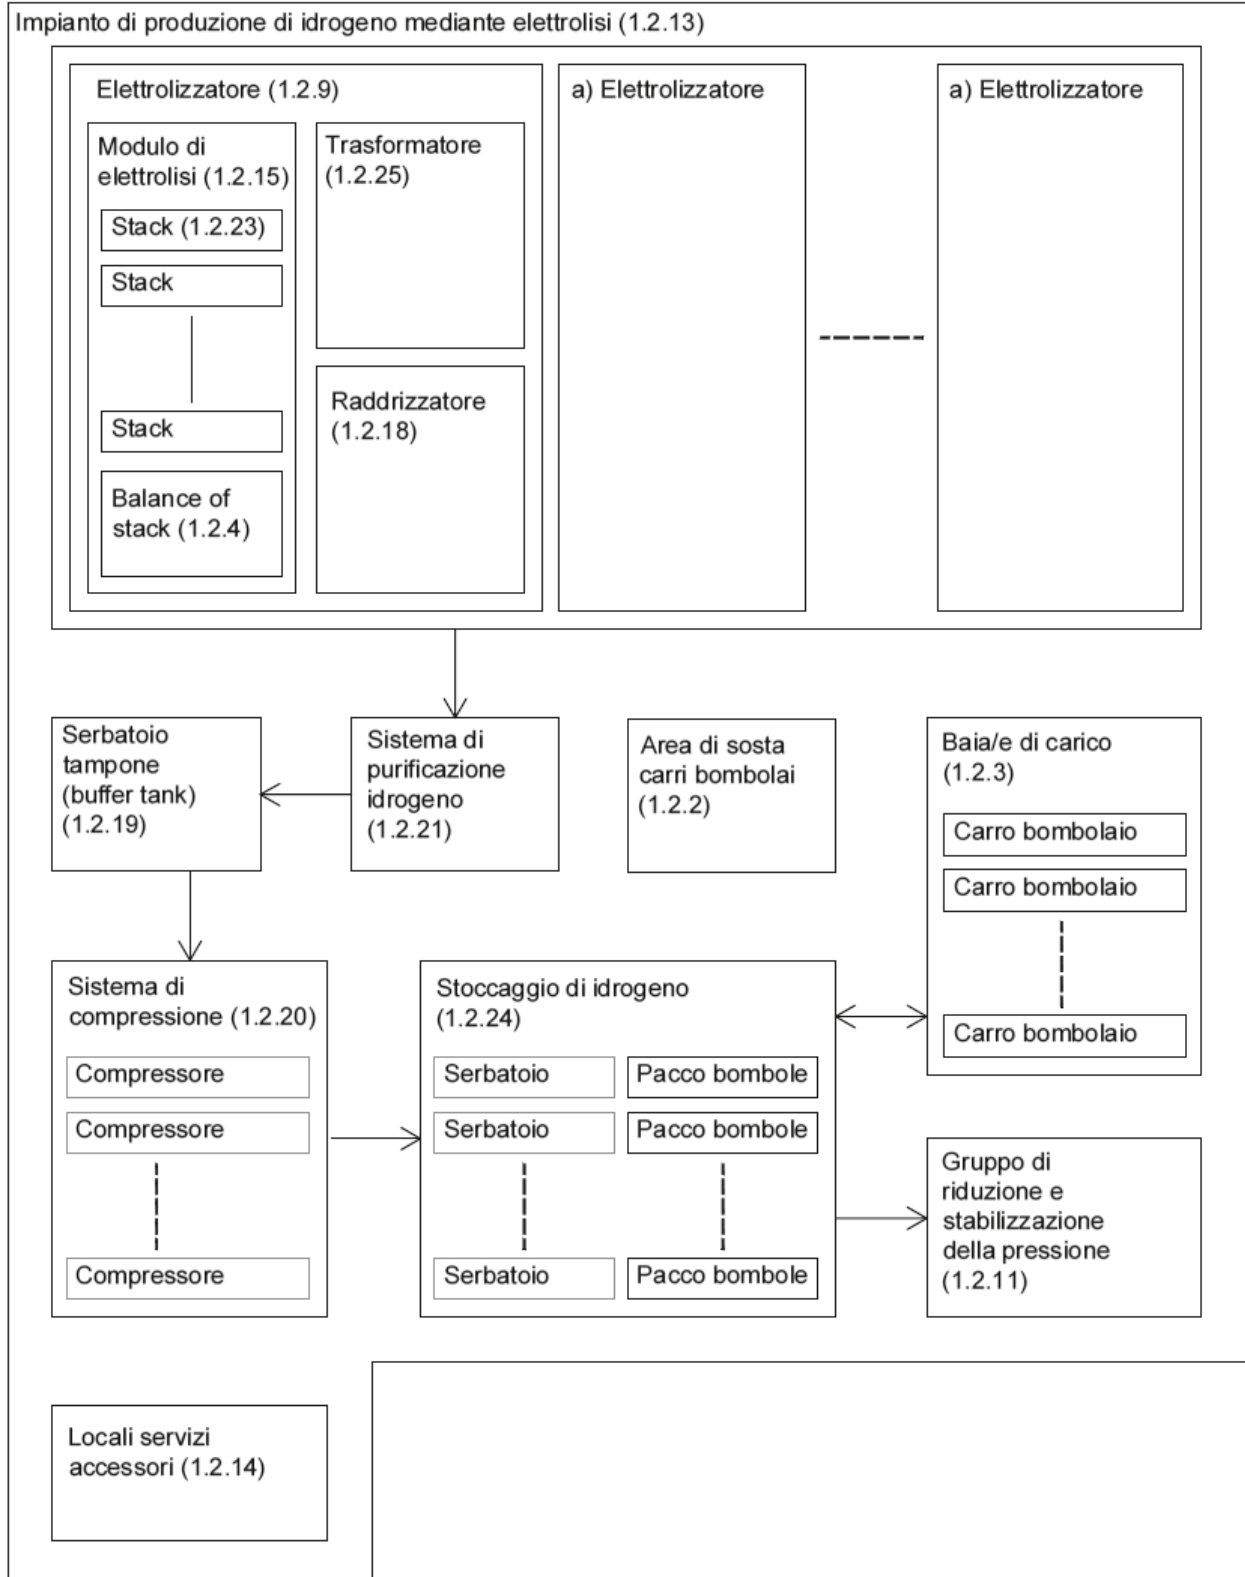 Impianto di produzione di idrogeno mediante elettrolisi (1.2.13)
Elettrolizzatore (1.2.9)
Modulo di
elettrolisi (1.2.15)
Stack (1.2.23)
Stack
Stack
Balance of
stack (1.2.4)
Trasformatore
(1.2.25)
Raddrizzatore
(1.2.18)
a) Elettrolizzatore
a) Elettrolizzatore
Serbatoio
tampone
(buffer tank)
(1.2.19)
Sistema di
purificazione
idrogeno
(1.2.21)
Area di sosta
carri bombolai
(1.2.2)
Baia/e di carico
(1.2.3)
Carro bombolaio
Carro bombolaio
Carro bombolaio
Sistema di
compressione (1.2.20)
Compressore
Compressore
Compressore
Stoccaggio di idrogeno
(1.2.24)
Serbatoio
Pacco bombole
Serbatoio
Pacco bombole
Serbatoio
Pacco bombole
Gruppo di
riduzione e
stabilizzazione
della pressione
(1.2.11)
Locali servizi
accessori (1.2.14)